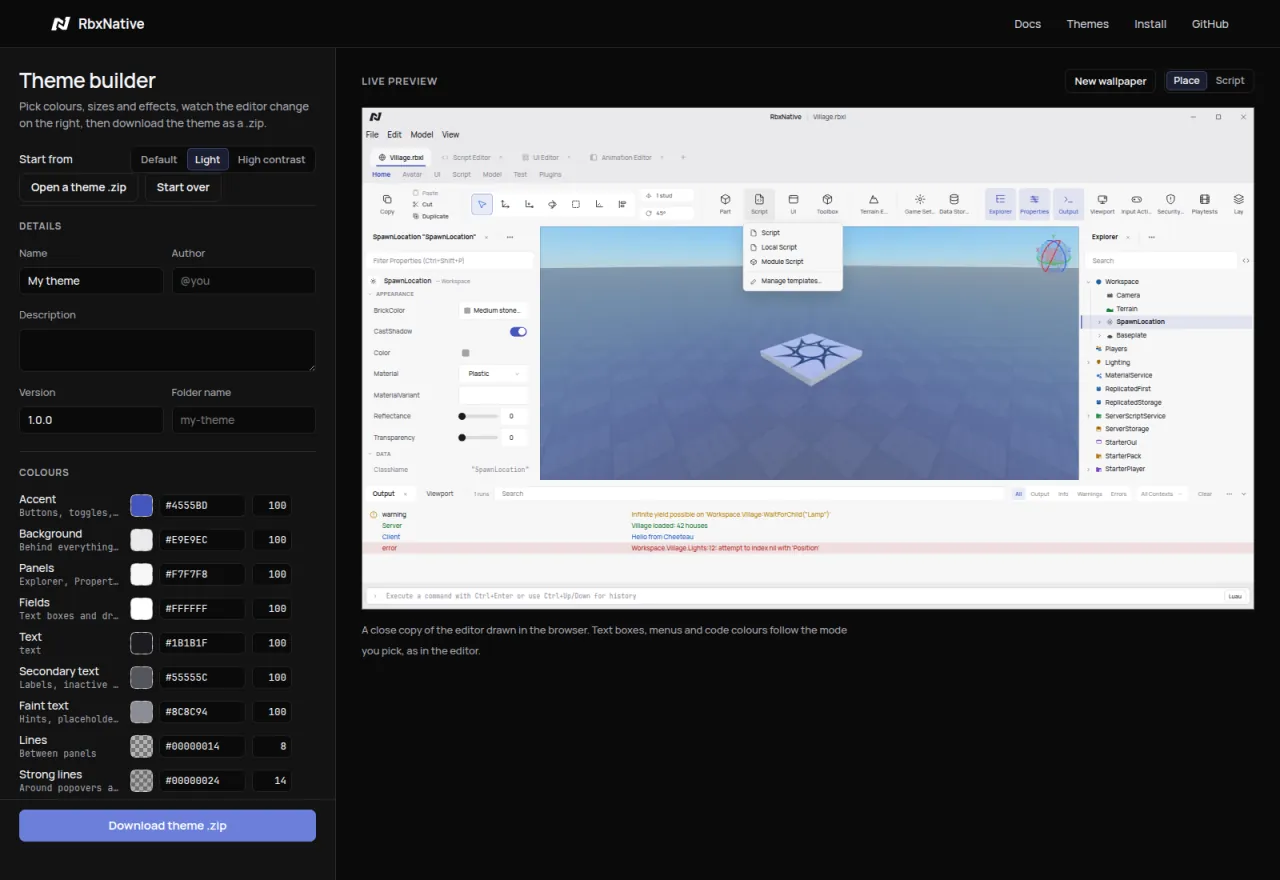 RbxNative
Docs
Themes
Install
GitHub
Theme builder
Pick colours, sizes and effects, watch the editor change
on the right, then download the theme as a .zip.
Start from
Default
Light
High contrast
Open a theme .zip
Start over
DETAILS
Name
Author
My theme
@you
Description
Version
Folder name
1.0.0
my-theme
COLOURS
Accent
Buttons, toggles,…
#4555BD
100
Background
Behind everything…
#E9E9EC
100
Panels
Explorer, Propert…
#F7F7F8
100
Fields
Text boxes and dr…
#FFFFFF
100
Text
text
#1B1B1F
100
Secondary text
Labels, inactive …
#55555C
100
Faint text
Hints, placeholde…
#8C8C94
100
Lines
Between panels
#00000014
8
Strong lines
Around popovers a…
#00000024
14
Download theme .zip
LIVE PREVIEW
New wallpaper
Place
Script
RbxNative
Village.rbxl
File
Edit
Model
View
Village.rbxl
Script Editor
UI Editor
Animation Editor
Home
Avatar
UI
Script
Model
Test
Plugins
Copy
Paste
Cut
Duplicate
1 stud
45°
Part
Script
UI
Toolbox
Terrain E…
Game Set…
Data Stor…
Explorer
Properties
Output
Viewport
Input Acti…
Security…
Playtests
Lay
SpawnLocation "SpawnLocation"
Filter Properties (Ctrl+Shift+P)
SpawnLocation
Workspace
APPEARANCE
BrickColor
Medium stone…
CastShadow
Color
Material
Plastic
MaterialVariant
Reflectance
0
Transparency
0
DATA
ClassName
"SpawnLocation"
Script
Local Script
Module Script
Manage templates…
Explorer
Search
Workspace
Camera
Terrain
SpawnLocation
Baseplate
Players
Lighting
MaterialService
ReplicatedFirst
ReplicatedStorage
ServerScriptService
ServerStorage
StarterGui
StarterPack
StarterPlayer
Output
Viewport
1 runs
Search
All
Output
Info
Warnings
Errors
All Contexts
Clear
warning
Infinite yield possible on 'Workspace.Village:WaitForChild("Lamp")'
Server
Village loaded: 42 houses
Client
Hello from Cheeteau
error
Workspace.Village.Lights:12: attempt to index nil with 'Position'
Execute a command with Ctrl+Enter or use Ctrl+Up/Down for history
Luau
A close copy of the editor drawn in the browser. Text boxes, menus and code colours follow the mode
you pick, as in the editor.